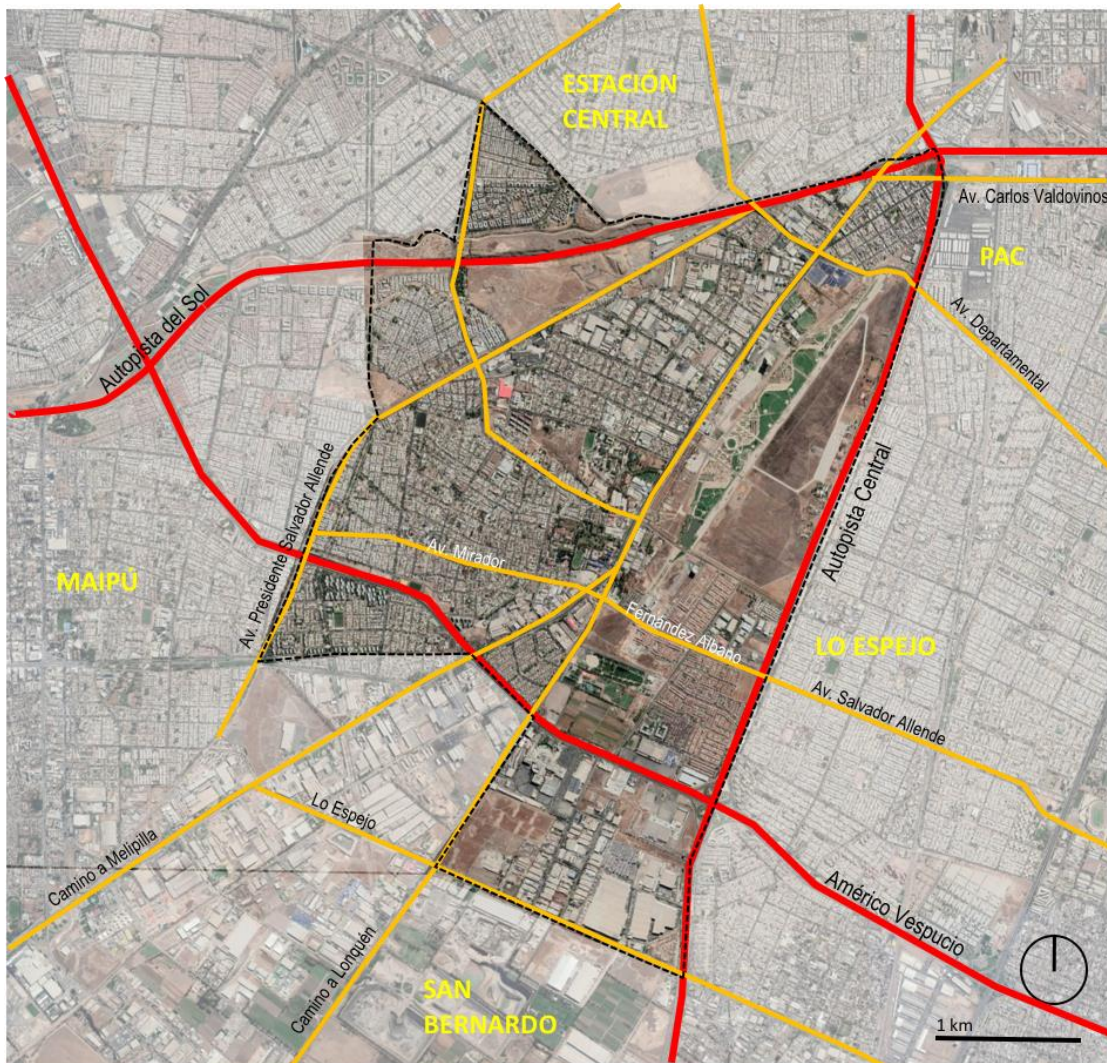 ESTACIÓN
CENTRAL
Av. Carlos Valdovinos
PAC
Autopista del Sol
Av. Departamental
Av. Presidente Salvador Allende
Autopista Central
MAIPÚ
Av. Mirador
Fernández Albano
LO ESPEJO
Av. Salvador Allende
Lo Espejo
Camino a Melipilla
Américo Vespucio
Camino a Lonquén
SAN
BERNARDO
1 km